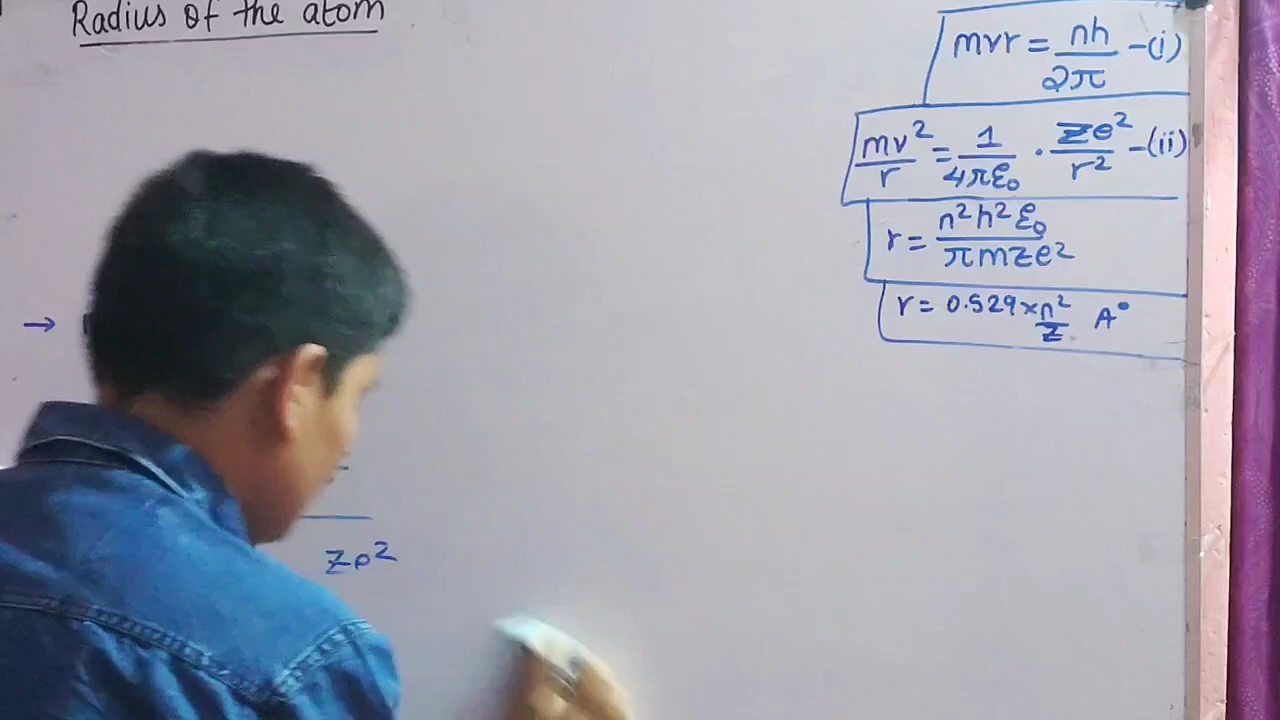 Radius of the atom
mvr = nh/2π -(i)
mv²/r = 1/4πε₀ · Ze²/r² -(ii)
r = n²h²ε₀/πmze²
r = 0.529 × n²/z A°
→
ze²